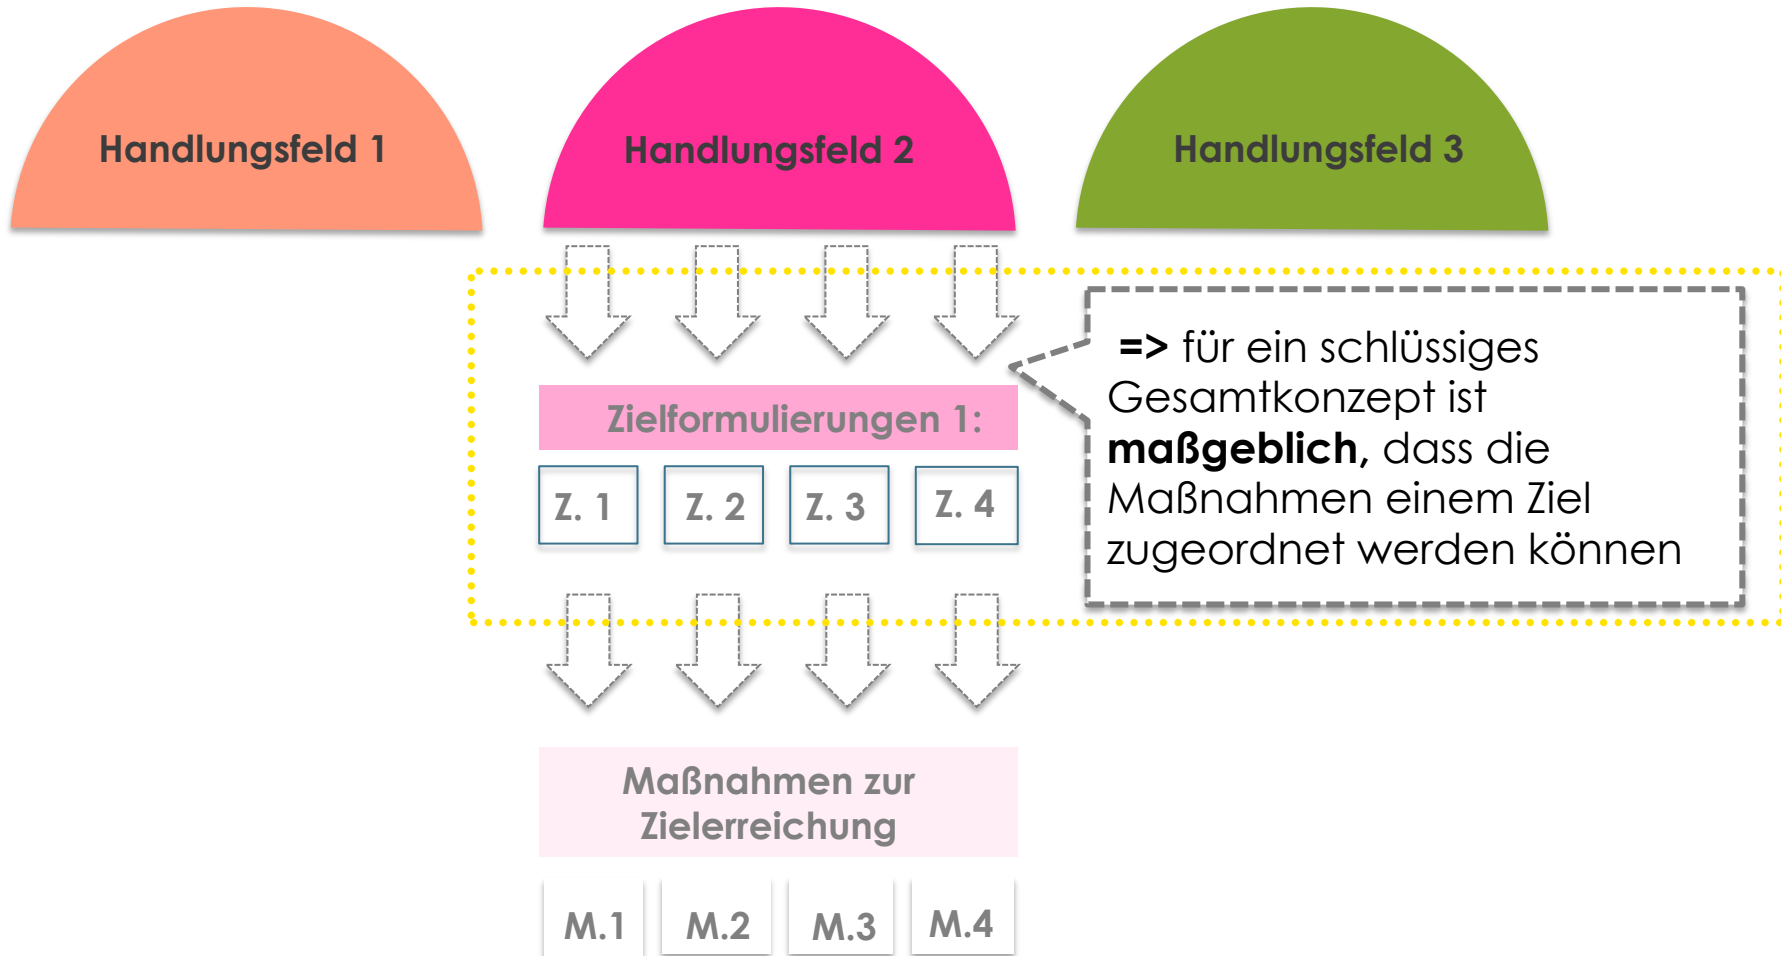 Handlungsfeld 1
Handlungsfeld 2
Handlungsfeld 3
=> für ein schlüssiges
Gesamtkonzept ist
maßgeblich, dass die
Maßnahmen einem Ziel
zugeordnet werden können
Zielformulierungen 1:
Z. 1
Z. 2
Z. 3
Z. 4
Maßnahmen zur
Zielerreichung
M.1
M.2
M.3
M.4